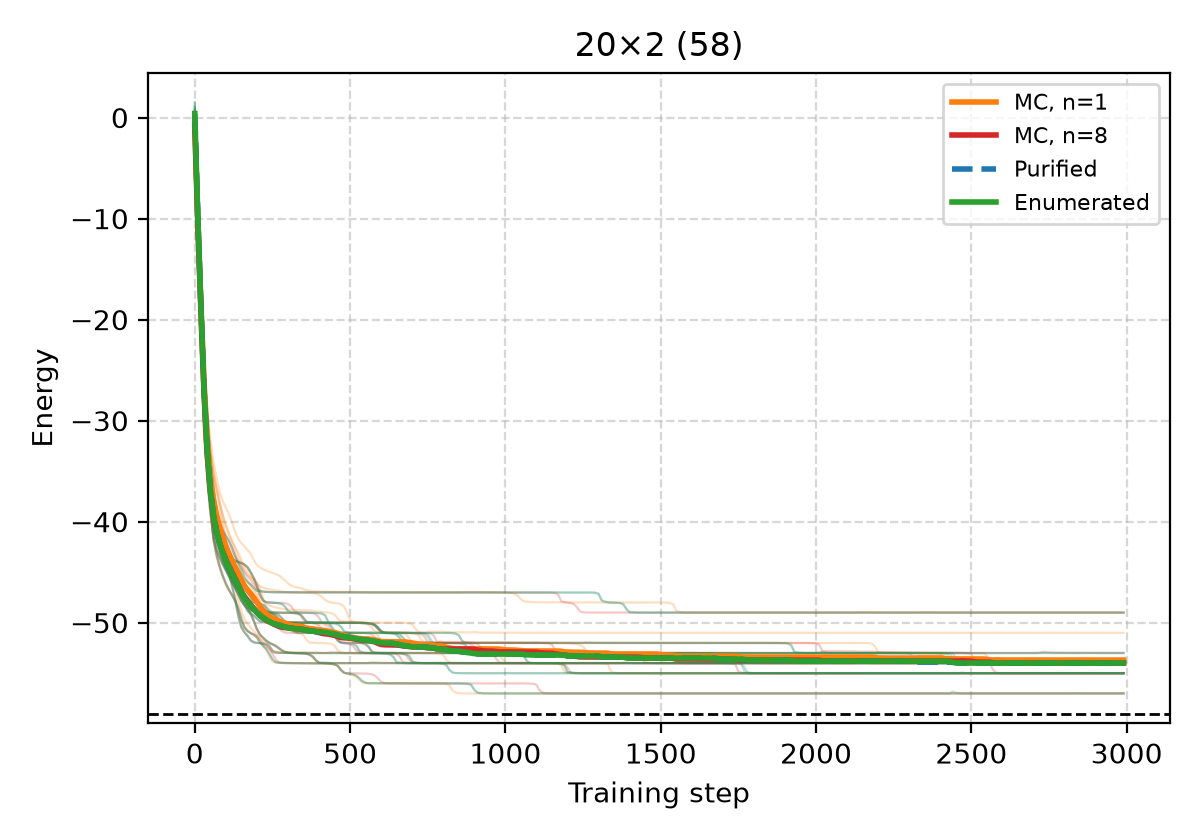 20×2 (58)
MC, n=1
MC, n=8
Purified
Enumerated
Energy
0
−10
−20
−30
−40
−50
0 500 1000 1500 2000 2500 3000
Training step